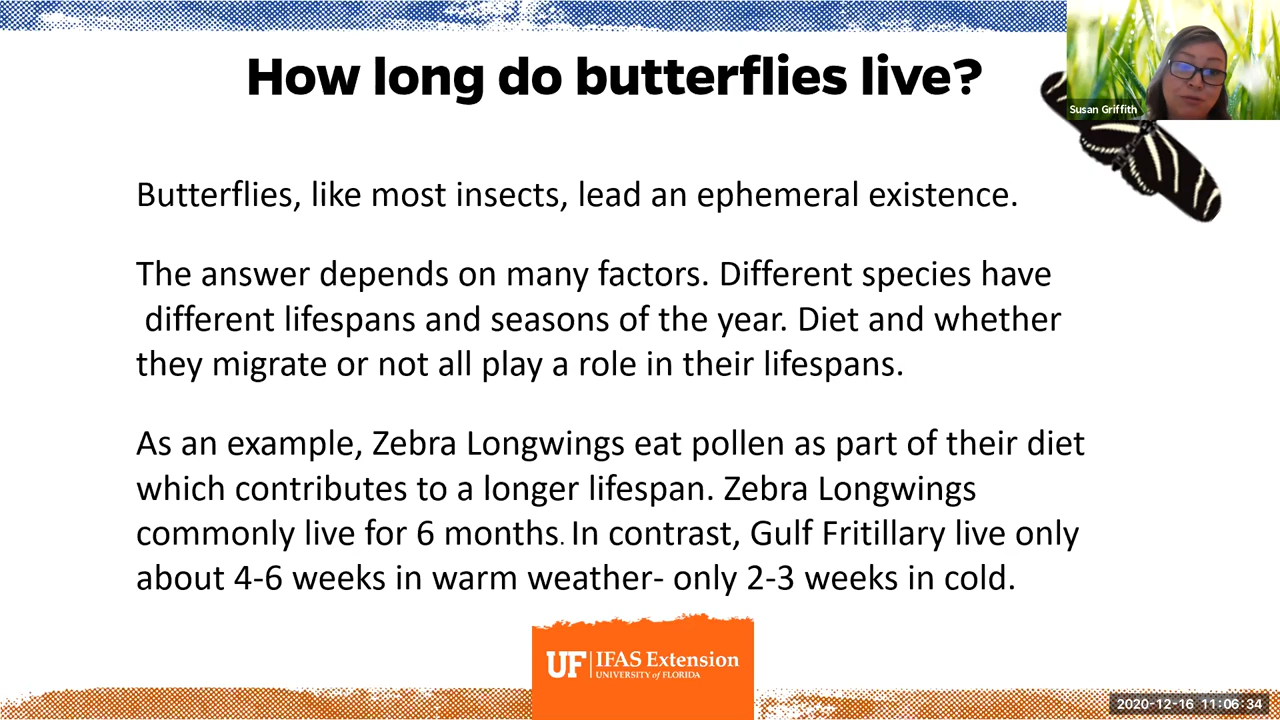 How long do butterflies live?
Susan Griffith
Butterflies, like most insects, lead an ephemeral existence.
The answer depends on many factors. Different species have
different lifespans and seasons of the year. Diet and whether
they migrate or not all play a role in their lifespans.
As an example, Zebra Longwings eat pollen as part of their diet
which contributes to a longer lifespan. Zebra Longwings
commonly live for 6 months. In contrast, Gulf Fritillary live only
about 4-6 weeks in warm weather- only 2-3 weeks in cold.
UF IFAS Extension
UNIVERSITY of FLORIDA
2020-12-16 11:06:34